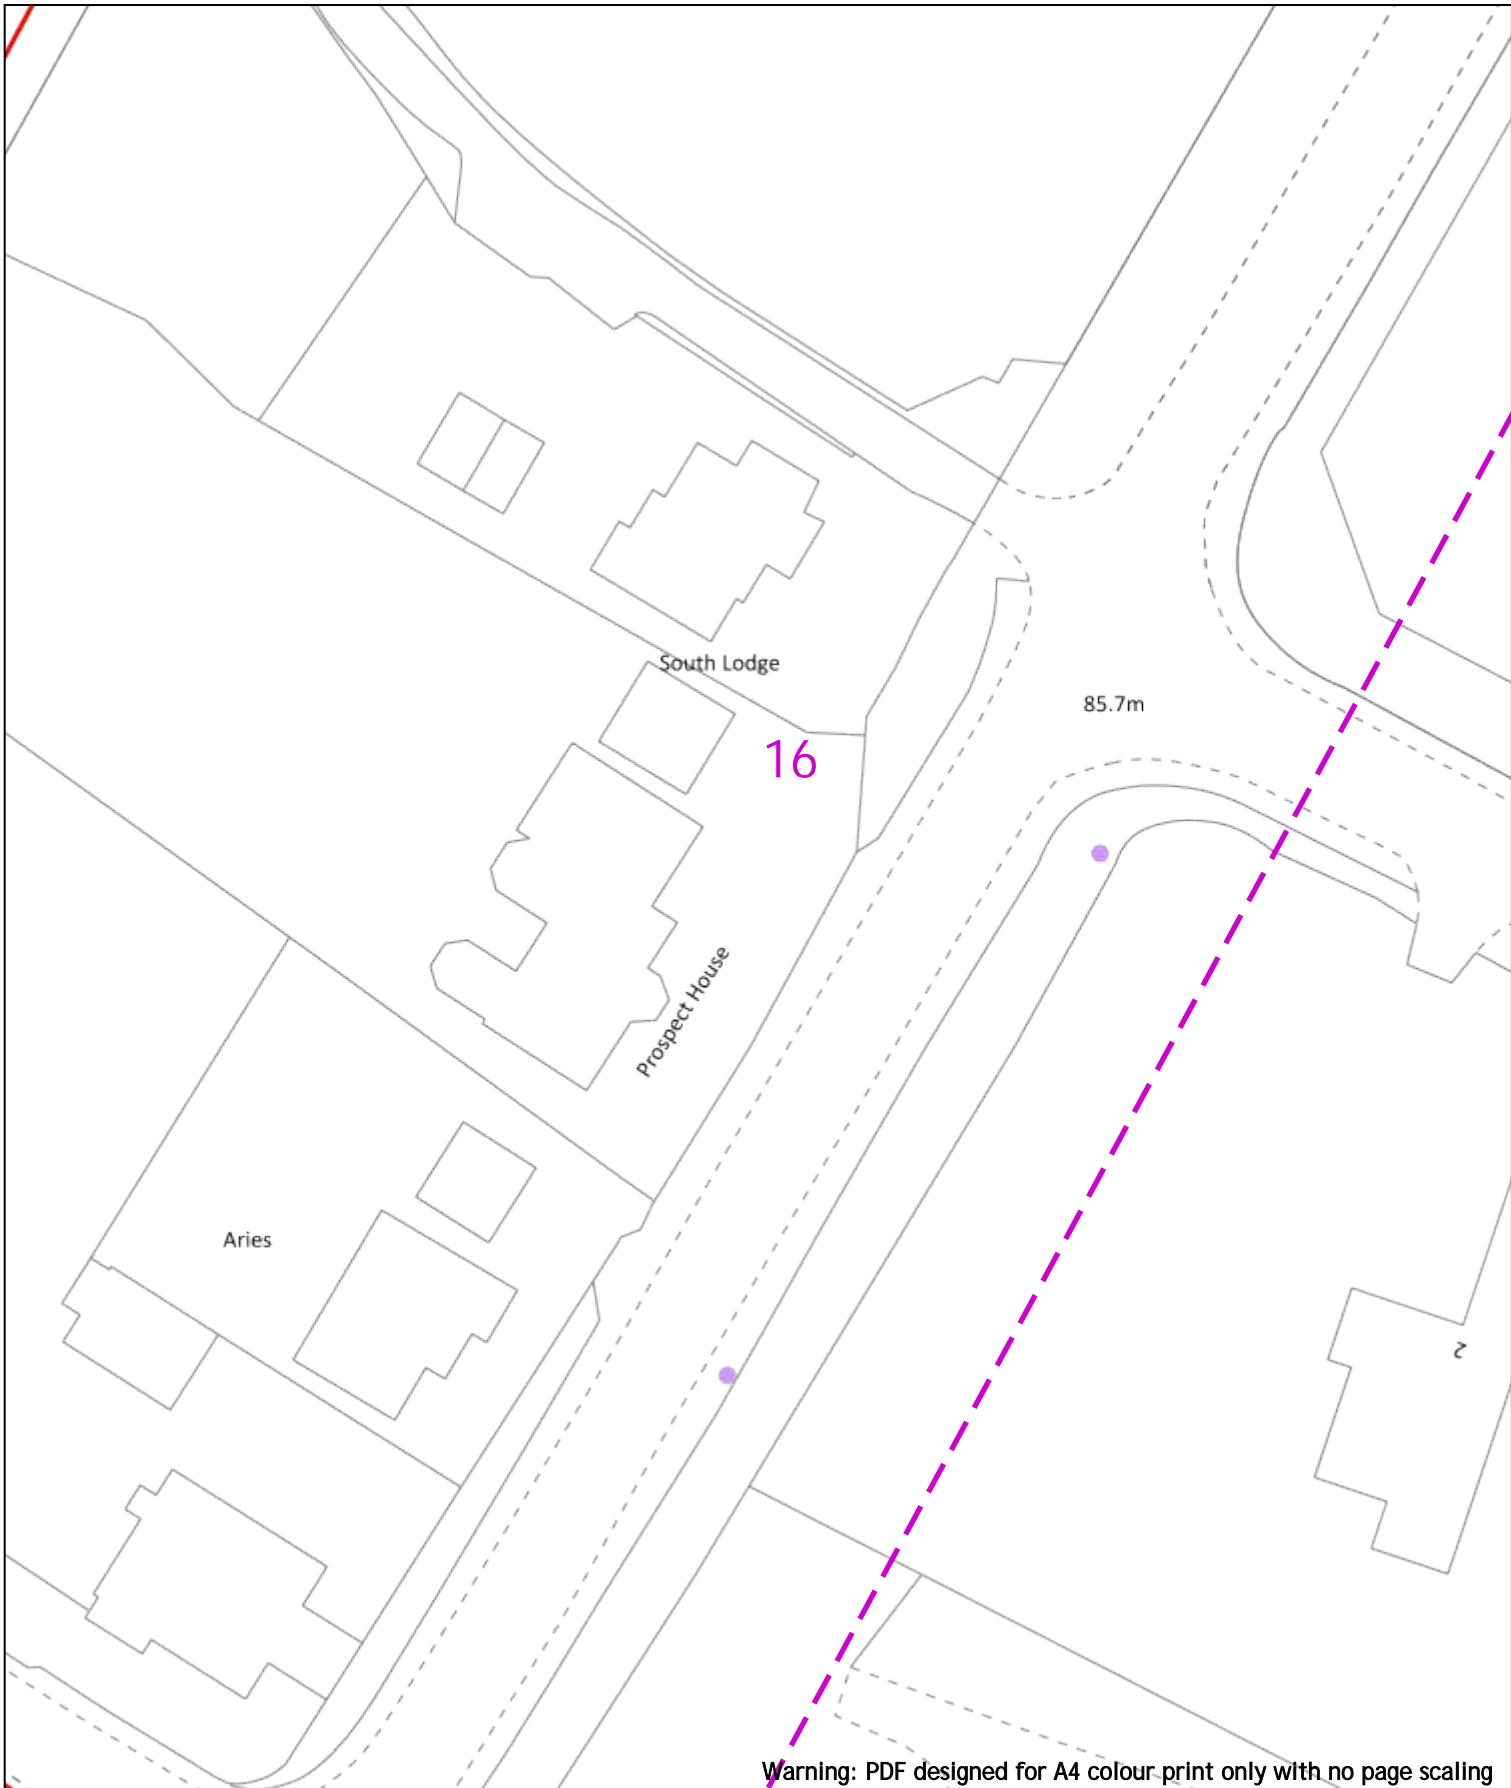 South Lodge
85.7m
16
Prospect House
Aries
2
Warning: PDF designed for A4 colour print only with no page scaling